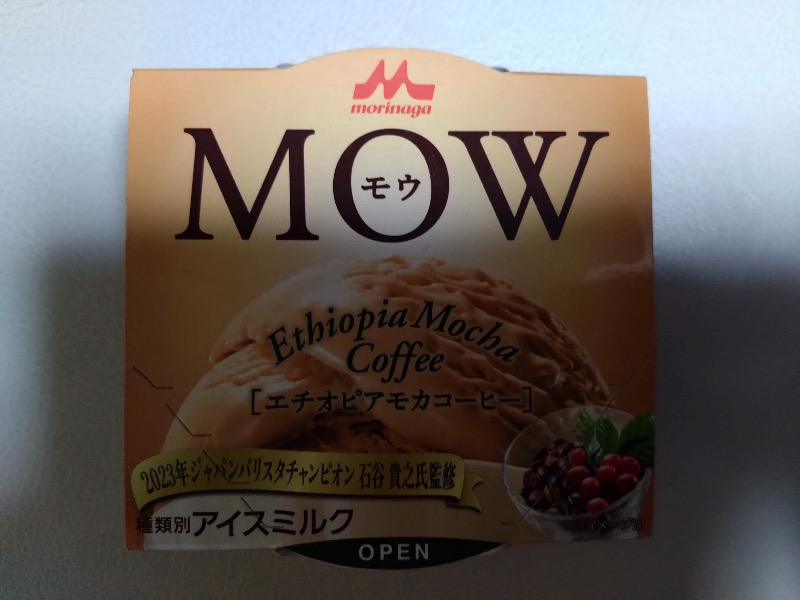 morinaga
MOW
モウ
Ethiopia Mocha
Coffee
[エチオピアモカコーヒー]
2023年ジャパンバリスタチャンピオン 石谷 貴之氏監修
種類別アイスミルク
OPEN